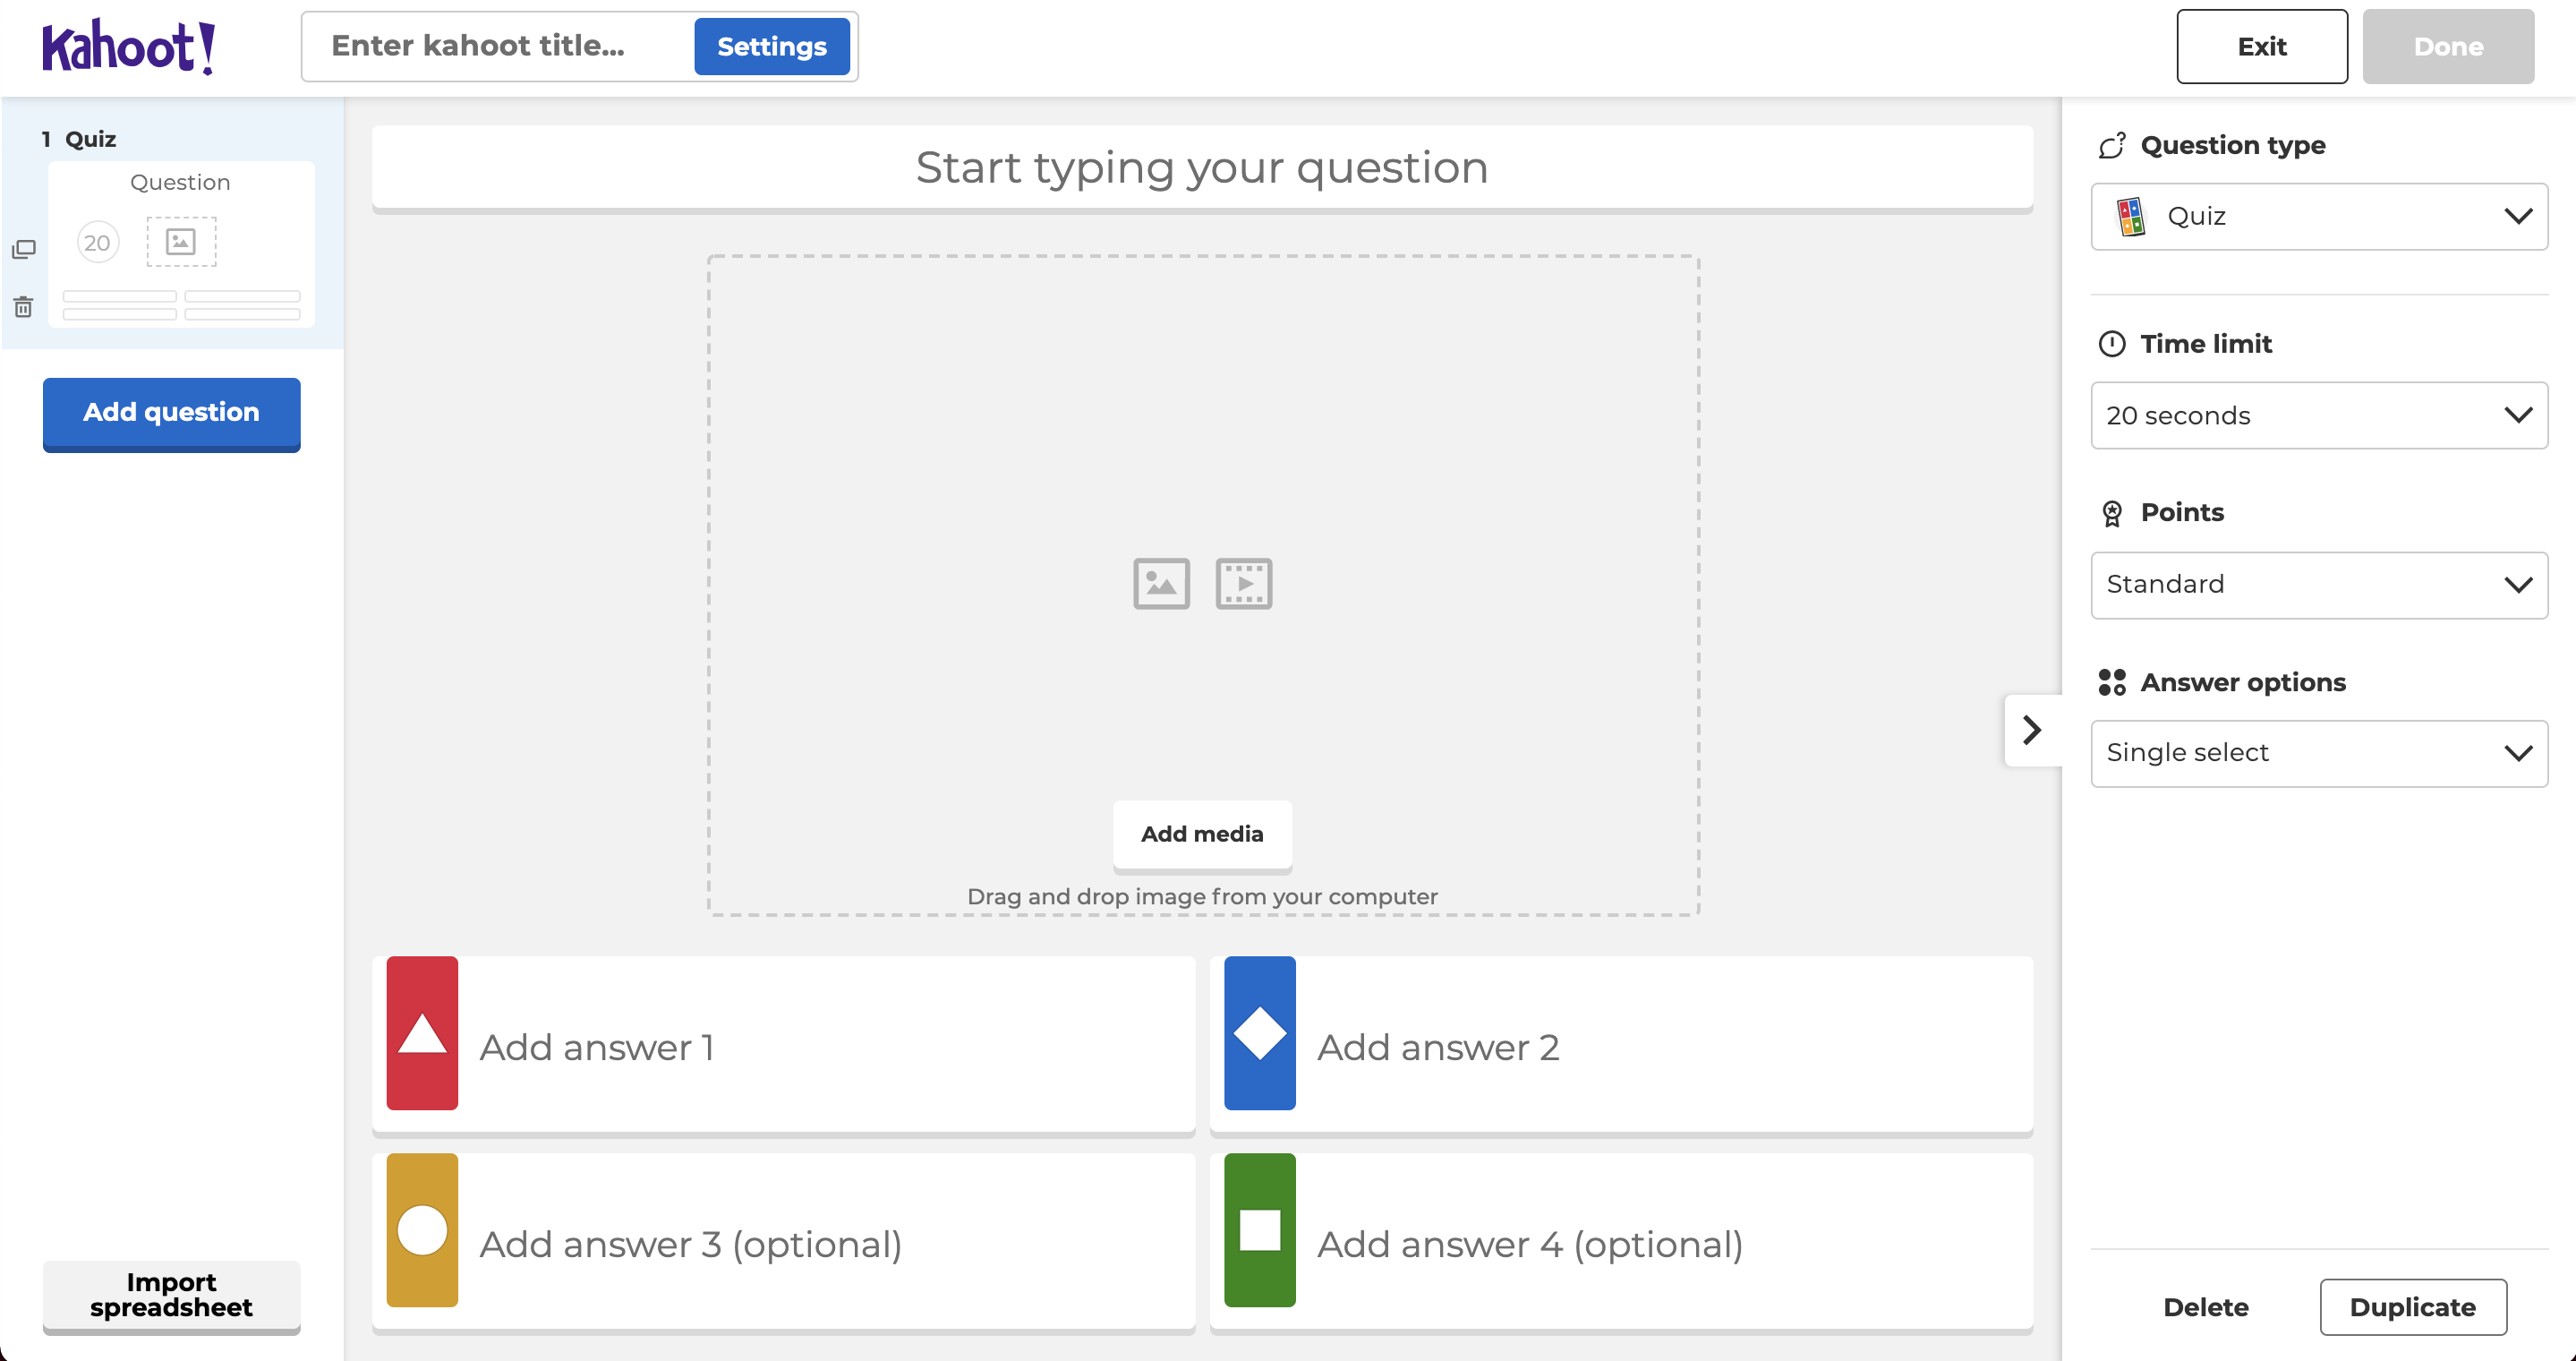 Kahoot!
Enter kahoot title...
Settings
Exit
Done
1 Quiz
Question
20
Add question
Import
spreadsheet
Start typing your question
Add media
Drag and drop image from your computer
Add answer 1
Add answer 2
Add answer 3 (optional)
Add answer 4 (optional)
Question type
Quiz
Time limit
20 seconds
Points
Standard
Answer options
Single select
Delete
Duplicate